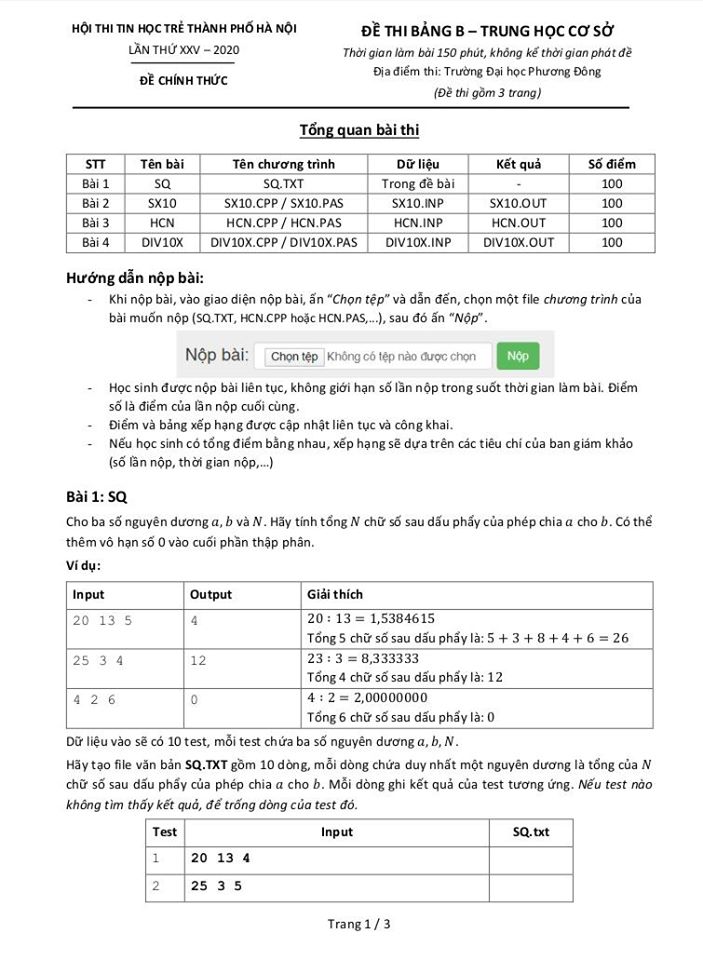 HỘI THI TIN HỌC TRẺ THÀNH PHỐ HÀ NỘI
LẦN THỨ XXV – 2020
ĐỀ CHÍNH THỨC
ĐỀ THI BẢNG B – TRUNG HỌC CƠ SỞ
Thời gian làm bài 150 phút, không kể thời gian phát đề
Địa điểm thi: Trường Đại học Phương Đông
(Đề thi gồm 3 trang)
Tổng quan bài thi
STT Tên bài Tên chương trình Dữ liệu Kết quả Số điểm
Bài 1 SQ SQ.TXT Trong đề bài - 100
Bài 2 SX10 SX10.CPP / SX10.PAS SX10.INP SX10.OUT 100
Bài 3 HCN HCN.CPP / HCN.PAS HCN.INP HCN.OUT 100
Bài 4 DIV10X DIV10X.CPP / DIV10X.PAS DIV10X.INP DIV10X.OUT 100
Hướng dẫn nộp bài:
- Khi nộp bài, vào giao diện nộp bài, ấn “Chọn tệp” và dẫn đến, chọn một file chương trình của
bài muốn nộp (SQ.TXT, HCN.CPP hoặc HCN.PAS,...), sau đó ấn “Nộp”.
Nộp bài: Chọn tệp Không có tệp nào được chọn Nộp
- Học sinh được nộp bài liên tục, không giới hạn số lần nộp trong suốt thời gian làm bài. Điểm
số là điểm của lần nộp cuối cùng.
- Điểm và bảng xếp hạng được cập nhật liên tục và công khai.
- Nếu học sinh có tổng điểm bằng nhau, xếp hạng sẽ dựa trên các tiêu chí của ban giám khảo
(số lần nộp, thời gian nộp,...)
Bài 1: SQ
Cho ba số nguyên dương a, b và N. Hãy tính tổng N chữ số sau dấu phẩy của phép chia a cho b. Có thể
thêm vô hạn số 0 vào cuối phần thập phân.
Ví dụ:
Input Output Giải thích
20 13 5 4 20 : 13 = 1,5384615
Tổng 5 chữ số sau dấu phẩy là: 5 + 3 + 8 + 4 + 6 = 26
25 3 4 12 23 : 3 = 8,333333
Tổng 4 chữ số sau dấu phẩy là: 12
4 2 6 0 4 : 2 = 2,00000000
Tổng 6 chữ số sau dấu phẩy là: 0
Dữ liệu vào sẽ có 10 test, mỗi test chứa ba số nguyên dương a, b, N.
Hãy tạo file văn bản SQ.TXT gồm 10 dòng, mỗi dòng chứa duy nhất một nguyên dương là tổng của N
chữ số sau dấu phẩy của phép chia a cho b. Mỗi dòng ghi kết quả của test tương ứng. Nếu test nào
không tìm thấy kết quả, để trống dòng của test đó.
Test Input SQ.txt
1 20 13 4
2 25 3 5
Trang 1 / 3